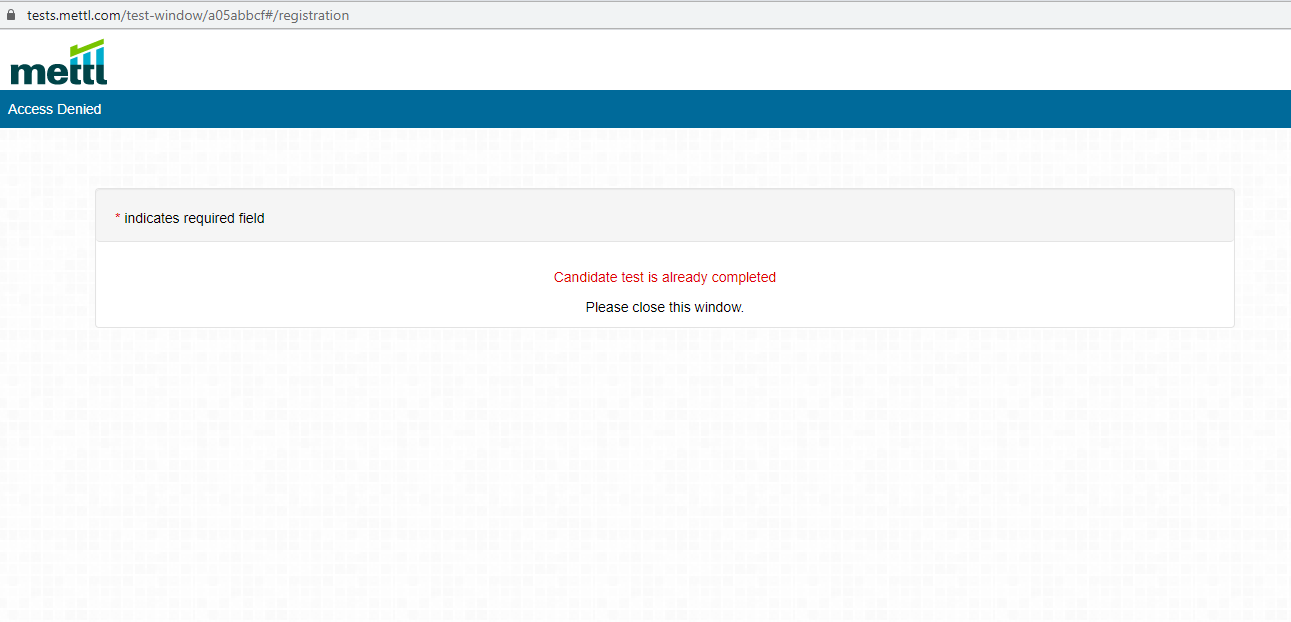 tests.mettl.com/test-window/a05abbcf#/registration
mettl
Access Denied
* indicates required field
Candidate test is already completed
Please close this window.